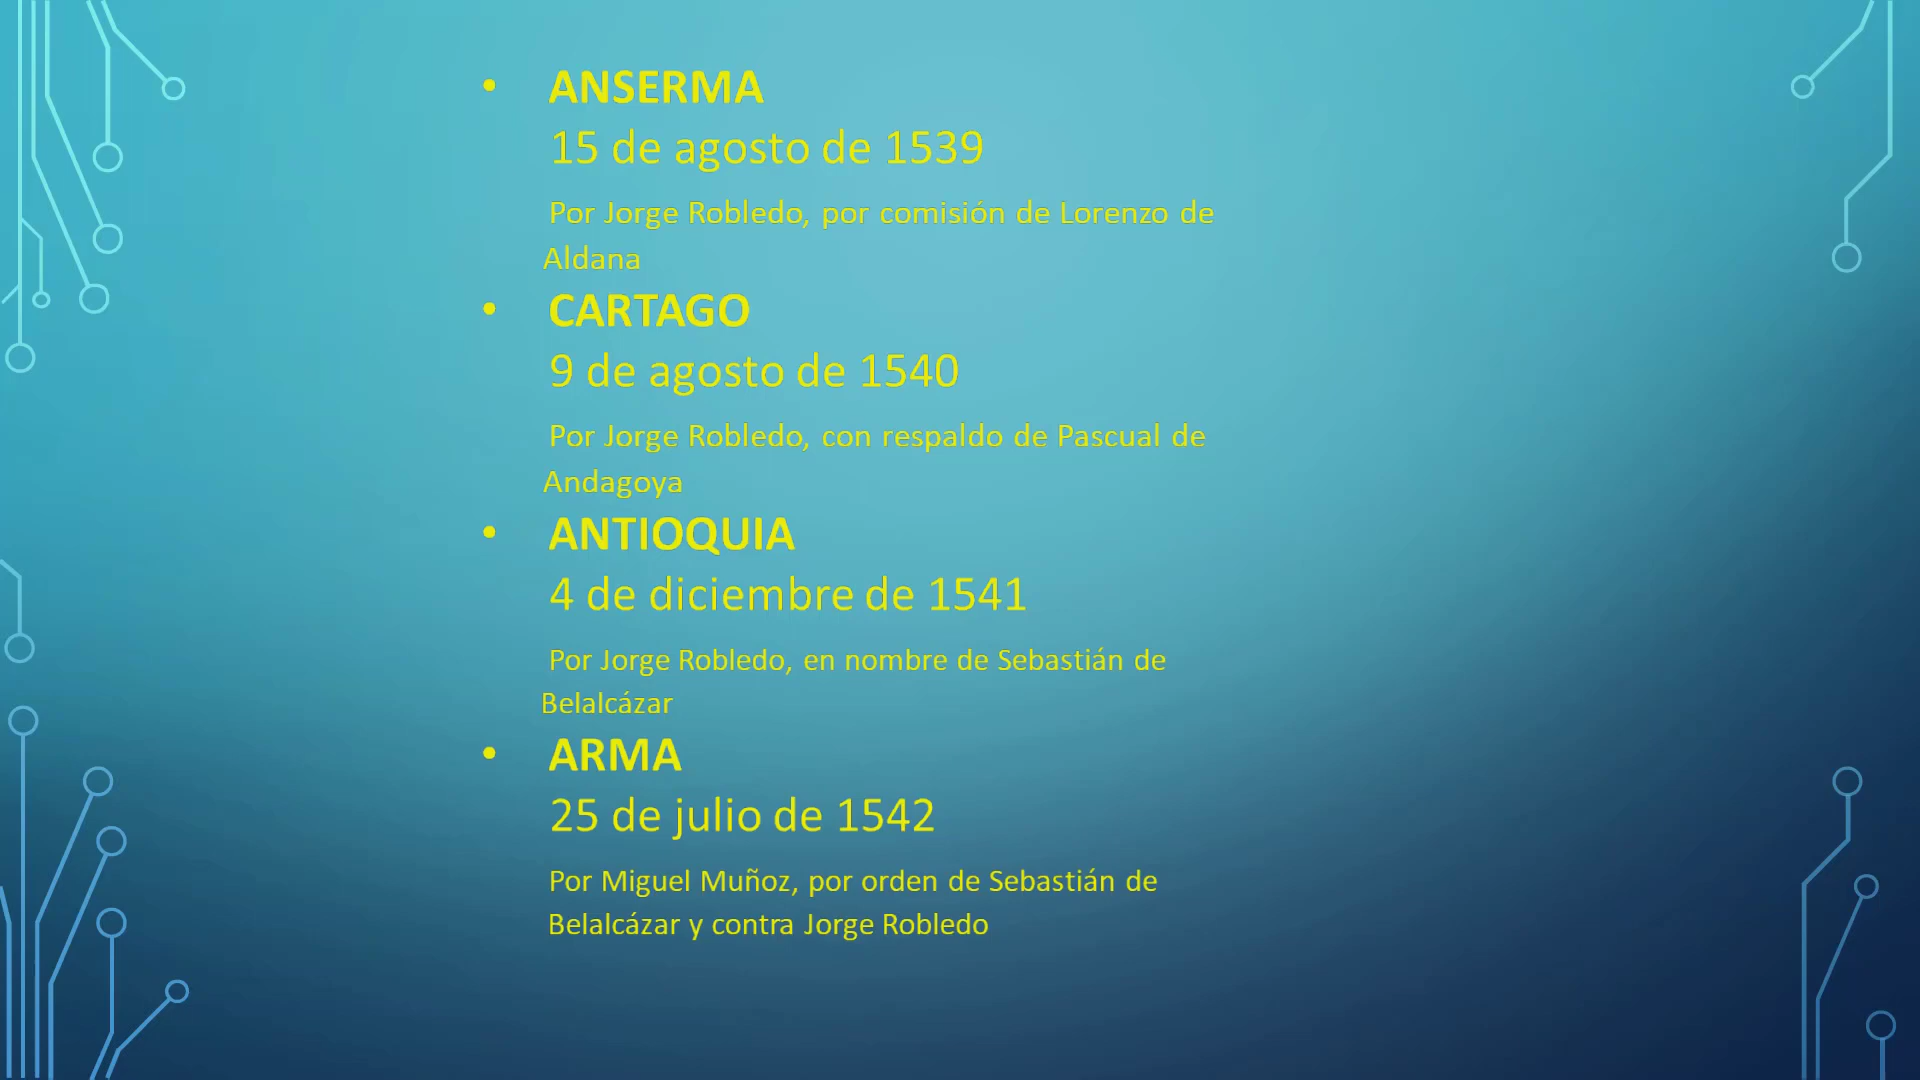 • ANSERMA
15 de agosto de 1539
Por Jorge Robledo, por comisión de Lorenzo de
Aldana
• CARTAGO
9 de agosto de 1540
Por Jorge Robledo, con respaldo de Pascual de
Andagoya
• ANTIOQUIA
4 de diciembre de 1541
Por Jorge Robledo, en nombre de Sebastián de
Belalcázar
• ARMA
25 de julio de 1542
Por Miguel Muñoz, por orden de Sebastián de
Belalcázar y contra Jorge Robledo